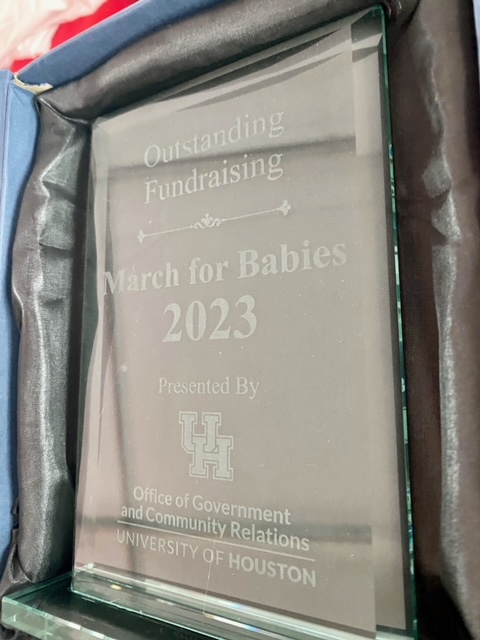 Outstanding
Fundraising
March for Babies
2023
Presented By
UH
Office of Government
and Community Relations
UNIVERSITY OF HOUSTON